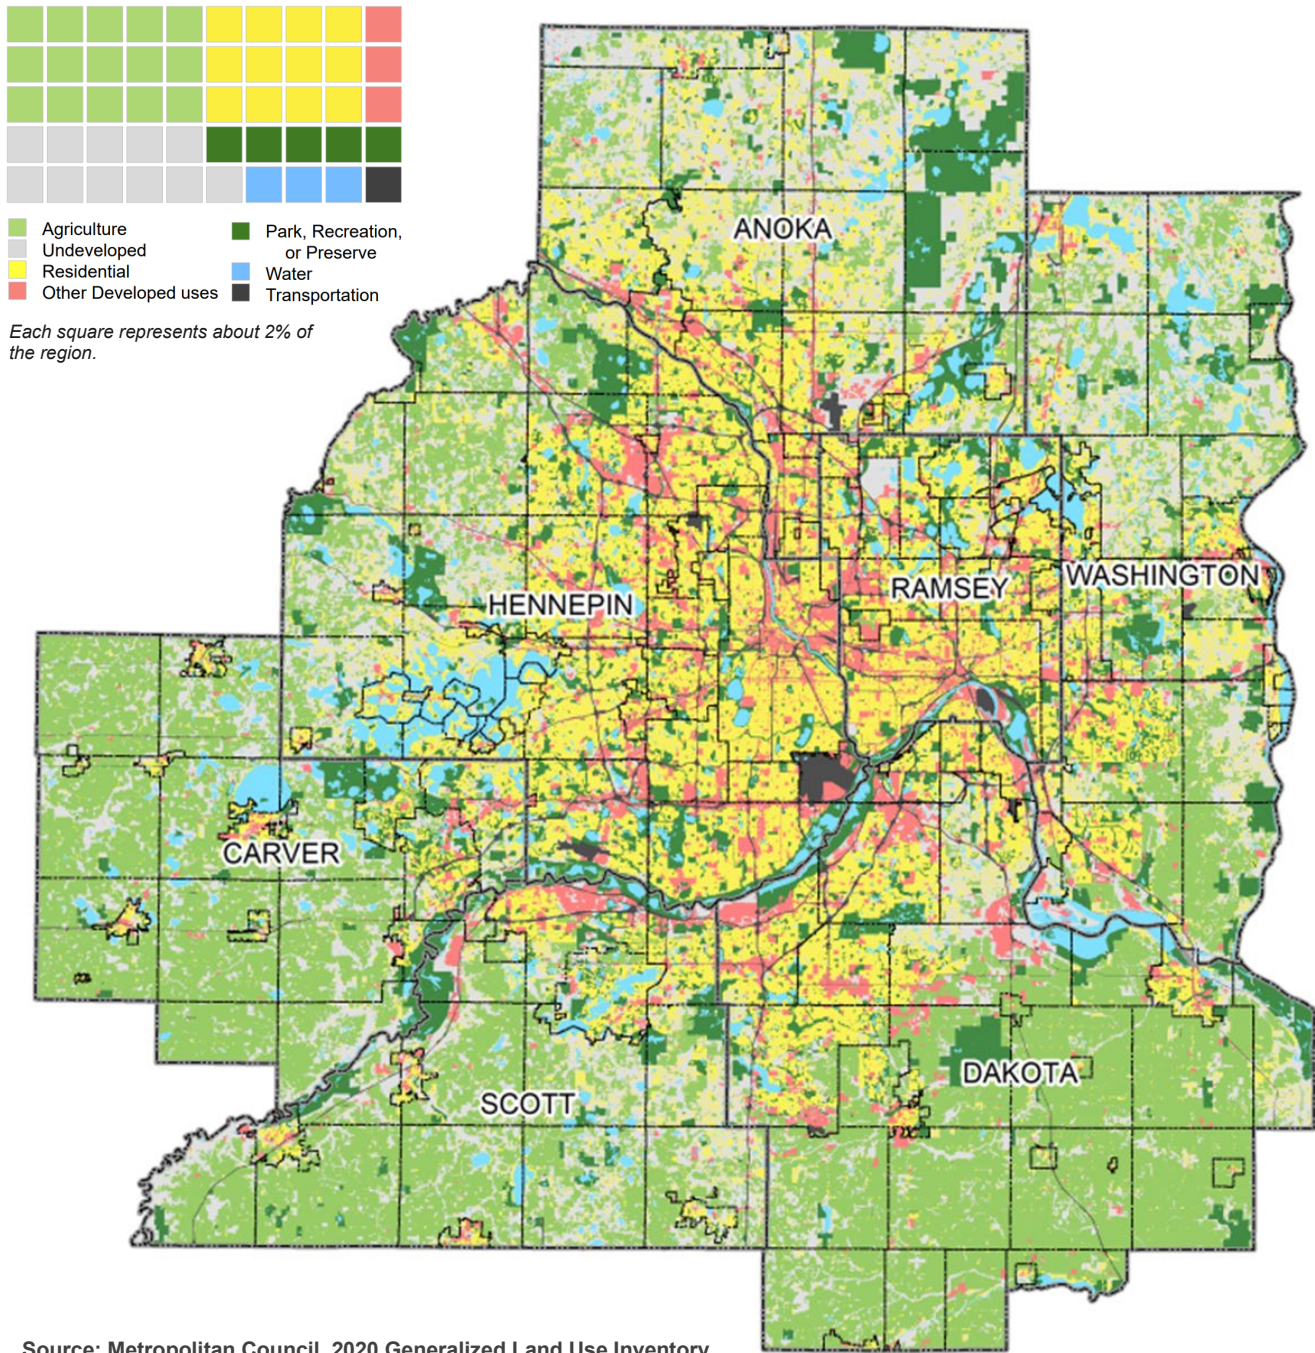 Agriculture
Undeveloped
Residential
Other Developed uses
Park, Recreation,
or Preserve
Water
Transportation
Each square represents about 2% of
the region.
ANOKA
HENNEPIN
RAMSEY
WASHINGTON
CARVER
SCOTT
DAKOTA
Source: Metropolitan Council, 2020 Generalized Land Use Inventory